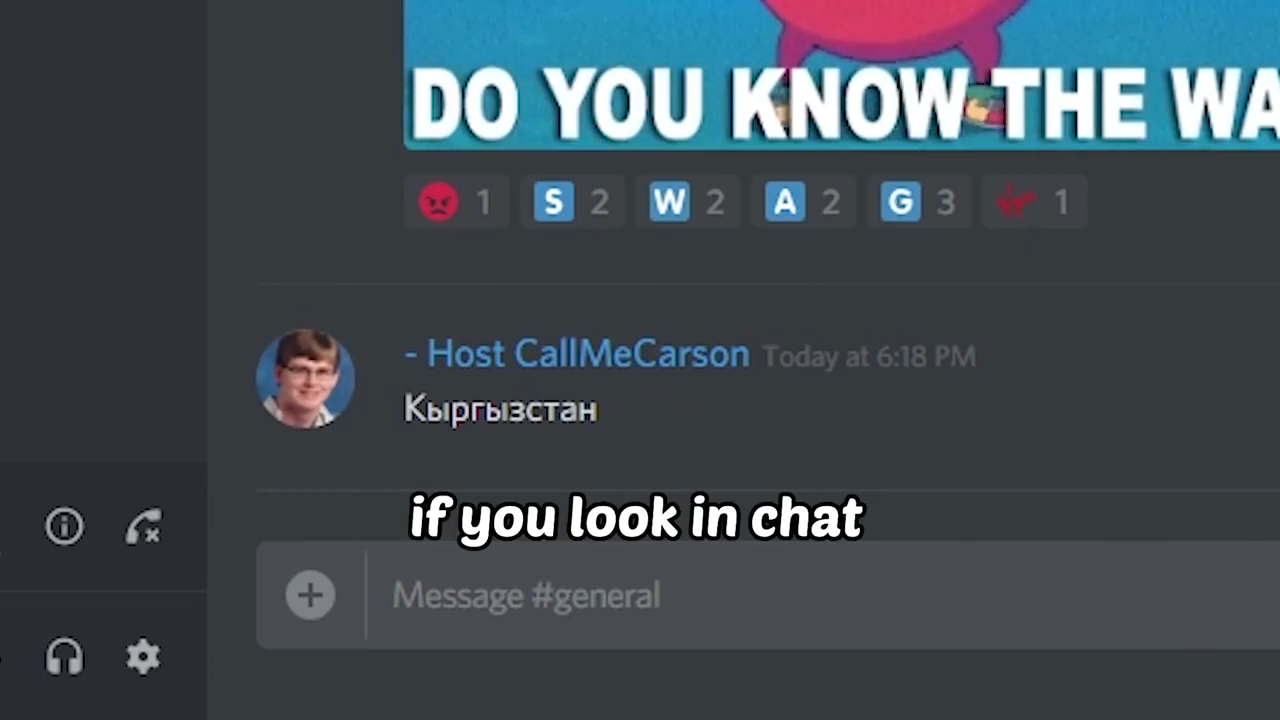 DO YOU KNOW THE WA
1 S 2 W 2 A 2 G 3 1
- Host CallMeCarson Today at 6:18 PM
Кыргызстан
if you look in chat
Message #general